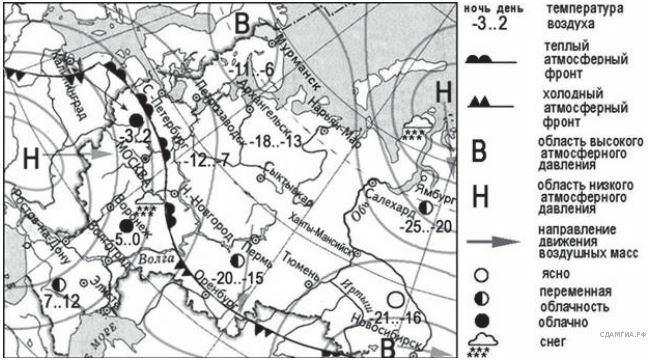 В
Мурманск
-11..-6
Н
Калининград
С.-Петербург
Петрозаводск
Архангельск
Нарьян-Мар
-3..2
-18..-13
Москва
-12..-7
Н
Сыктывкар
Обь
Салехард
Ямбург
-25..-20
Воронеж
Н.-Новгород
Пермь
Ханты-Мансийск
Ростов-на-Дону
-5..0
Волга
-20..-15
Тюмень
Иртыш
7..12
Оренбург
-21..-16
Новосибирск
МОРЕ
В
ночь день
-3..2
температура
воздуха
теплый
атмосферный
фронт
холодный
атмосферный
фронт
В
область высокого
атмосферного
давления
Н
область низкого
атмосферного
давления
направление
движения
воздушных масс
ясно
переменная
облачность
облачно
снег
СДАМГИА.РФ